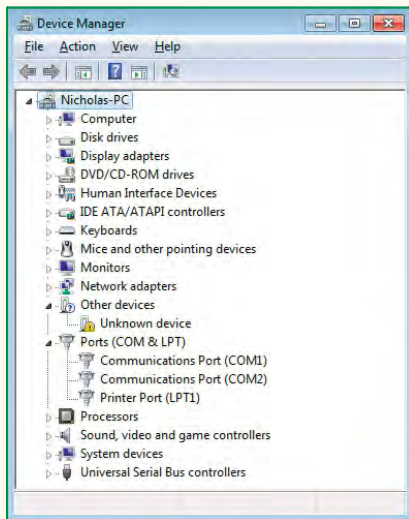 Device Manager
File Action View Help
Nicholas-PC
Computer
Disk drives
Display adapters
DVD/CD-ROM drives
Human Interface Devices
IDE ATA/ATAPI controllers
Keyboards
Mice and other pointing devices
Monitors
Network adapters
Other devices
Unknown device
Ports (COM & LPT)
Communications Port (COM1)
Communications Port (COM2)
Printer Port (LPT1)
Processors
Sound, video and game controllers
System devices
Universal Serial Bus controllers